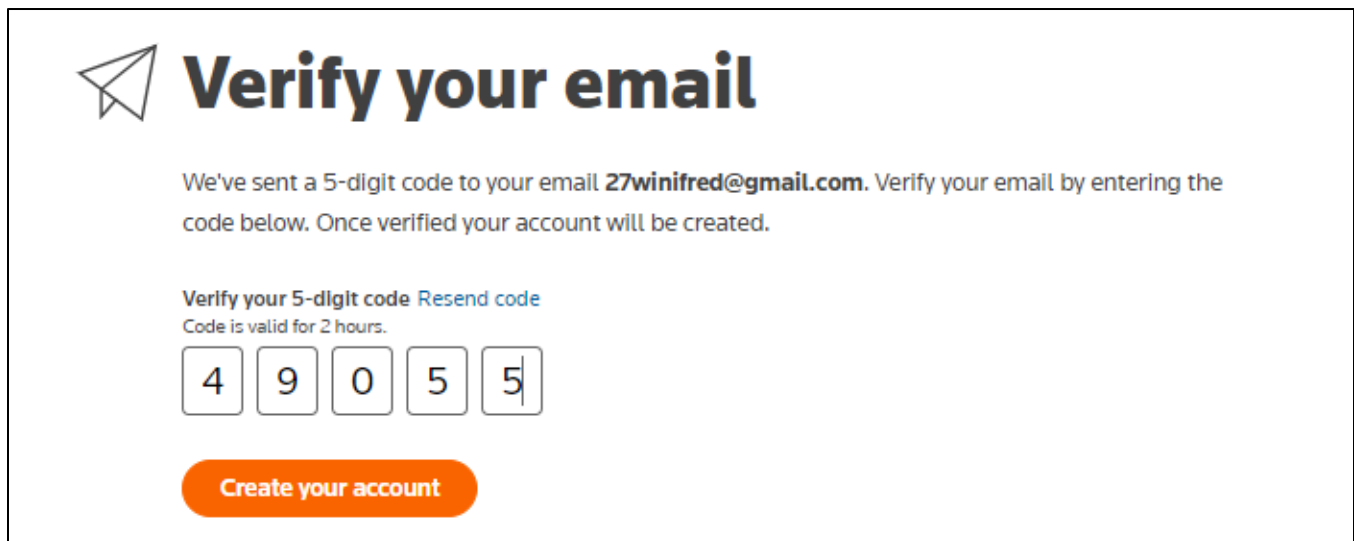 Verify your email
We've sent a 5-digit code to your email 27winifred@gmail.com. Verify your email by entering the
code below. Once verified your account will be created.
Verify your 5-digit code Resend code
Code is valid for 2 hours.
4 9 0 5 5
Create your account